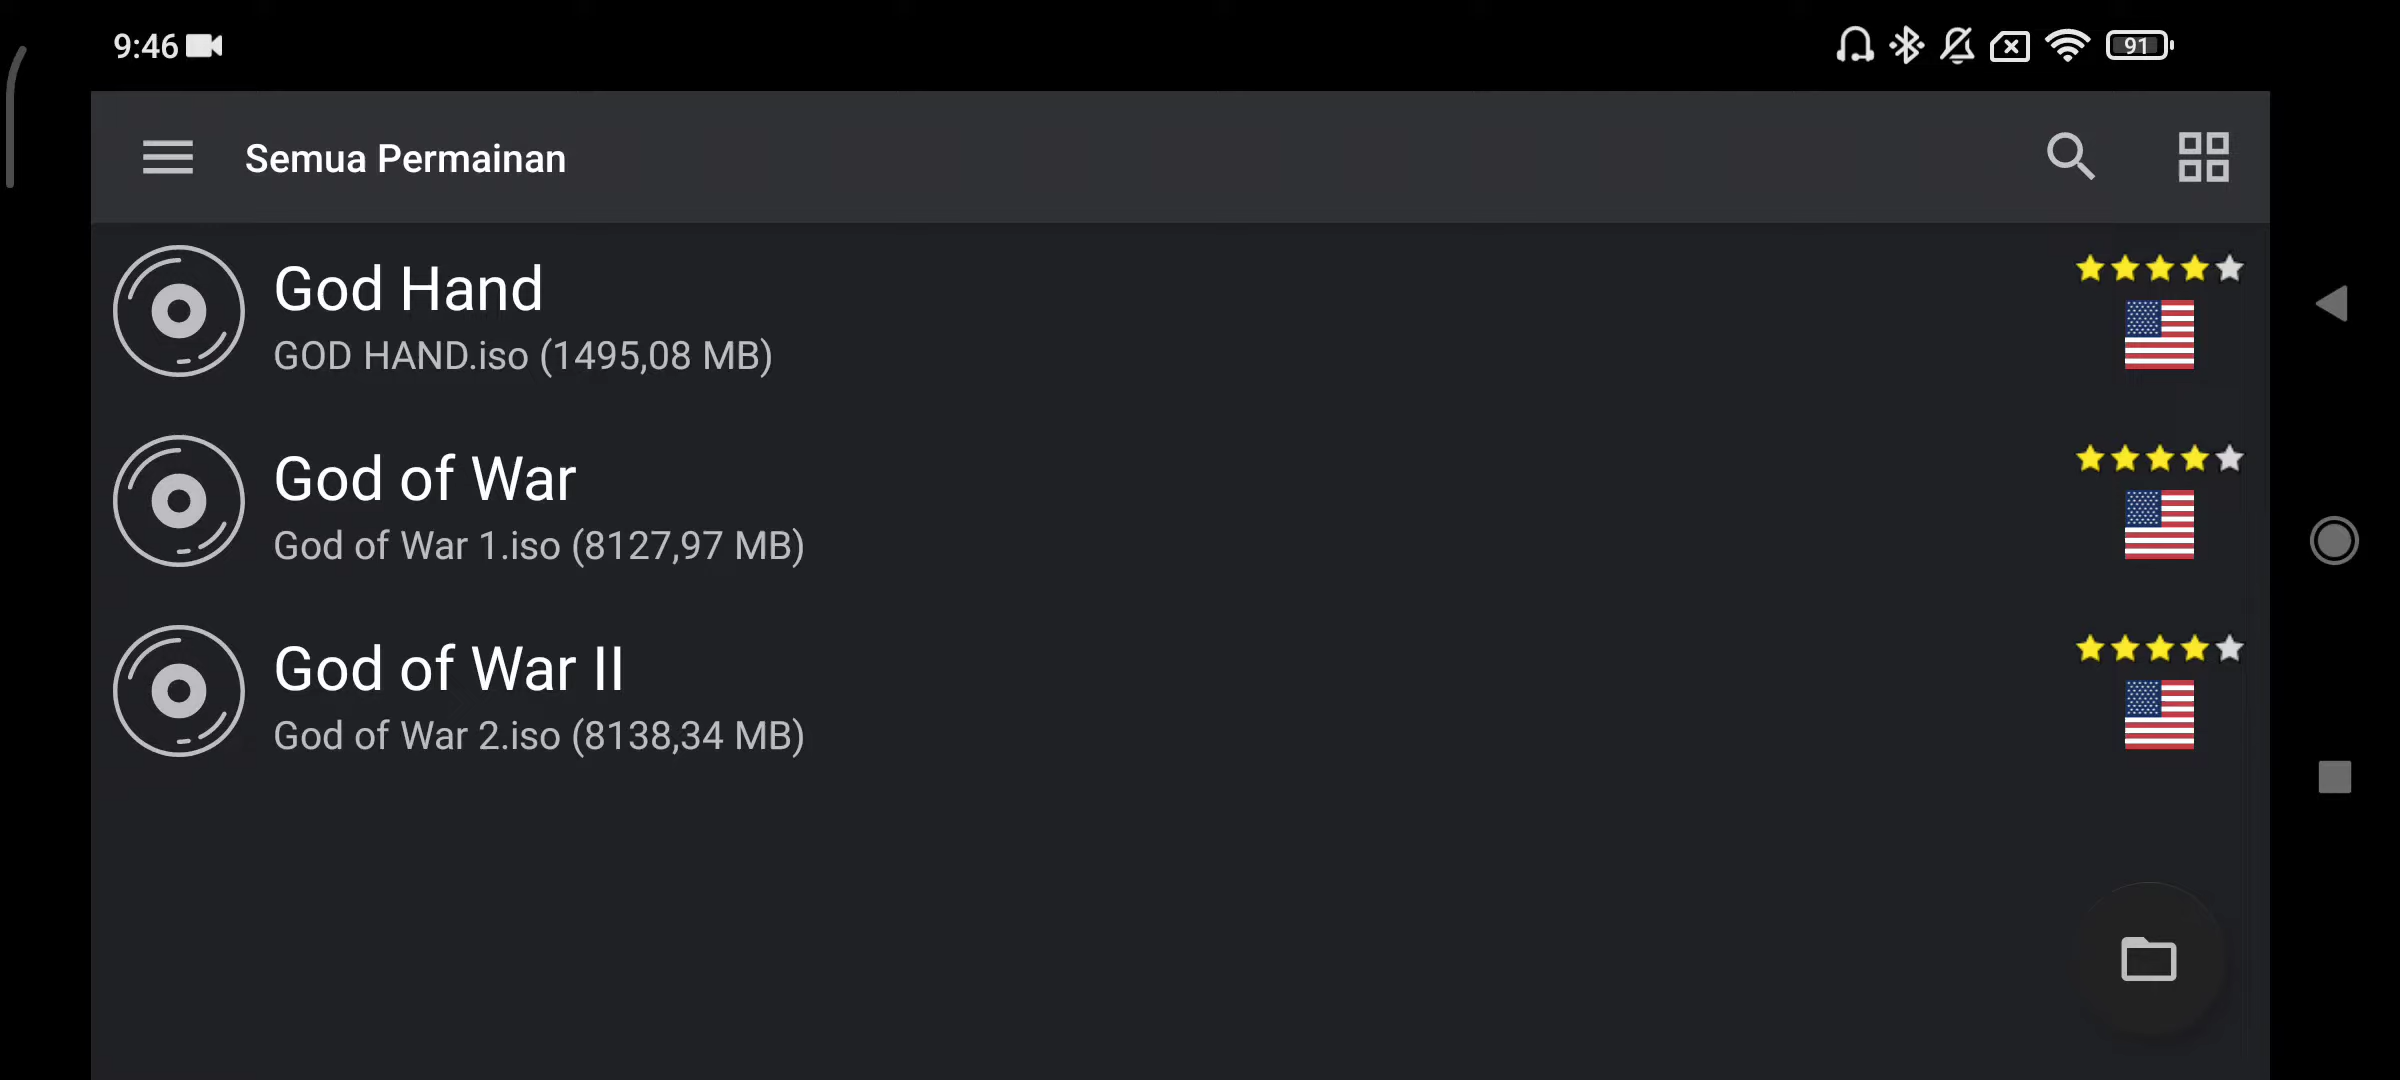 9:46
91
Semua Permainan
God Hand
GOD HAND.iso (1495,08 MB)
God of War
God of War 1.iso (8127,97 MB)
God of War II
God of War 2.iso (8138,34 MB)